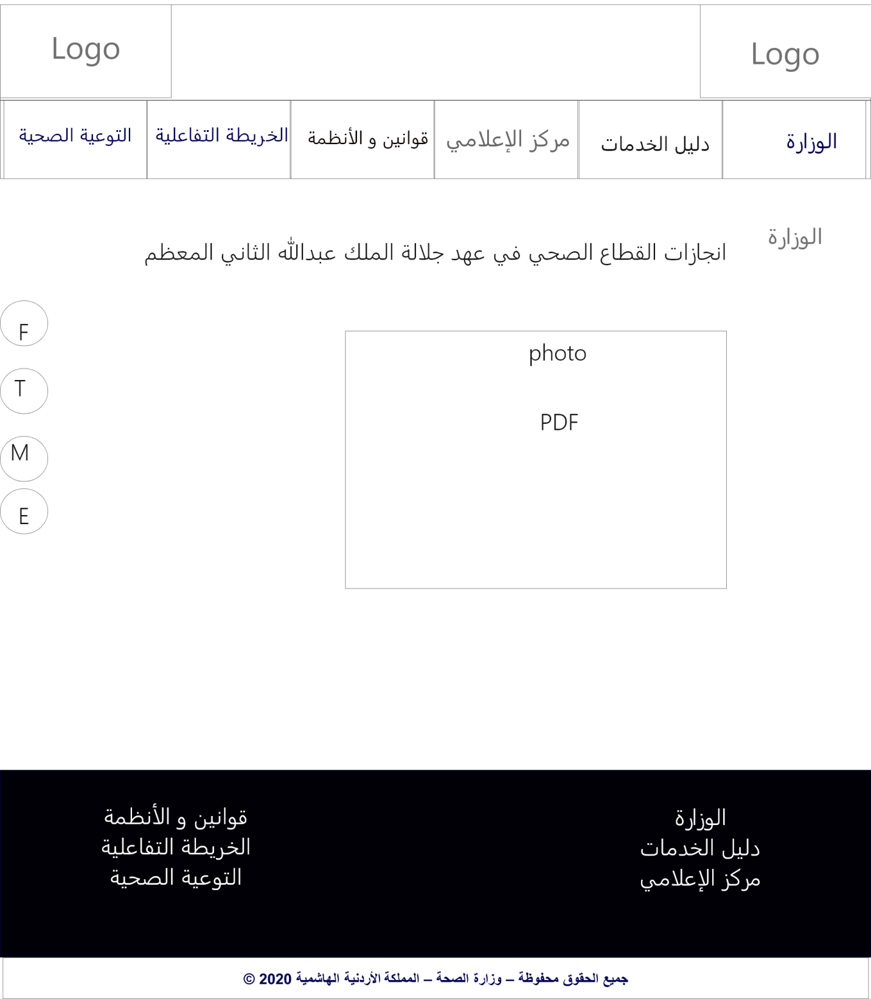 Logo
Logo
الوزارة
دليل الخدمات
مركز الإعلامي
قوانين و الأنظمة
الخريطة التفاعلية
التوعية الصحية
الوزارة
انجازات القطاع الصحي في عهد جلالة الملك عبدالله الثاني المعظم
photo
PDF
F
T
M
E
الوزارة
دليل الخدمات
مركز الإعلامي
قوانين و الأنظمة
الخريطة التفاعلية
التوعية الصحية
جميع الحقوق محفوظة – وزارة الصحة – المملكة الأردنية الهاشمية 2020 ©